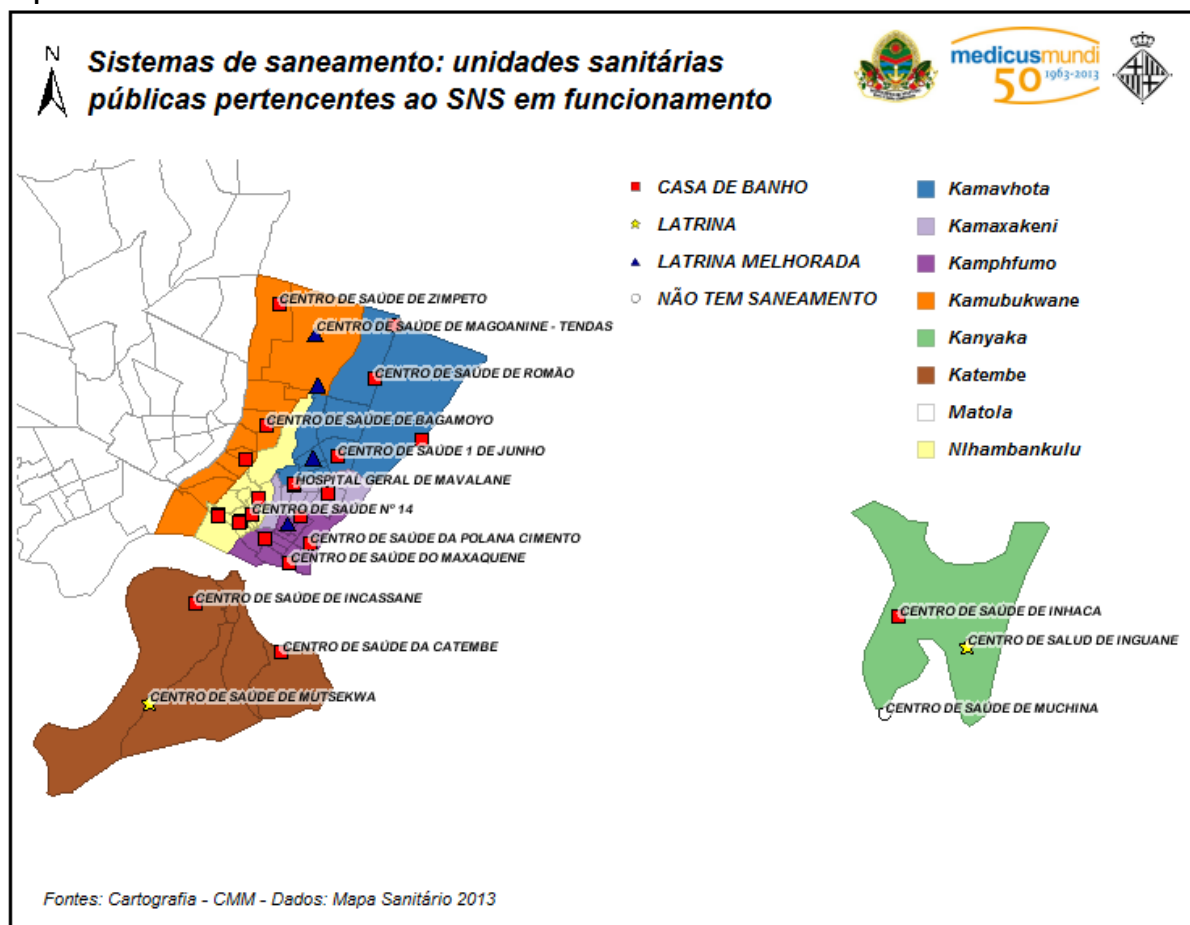 N
Sistemas de saneamento: unidades sanitárias
públicas pertencentes ao SNS em funcionamento
medicusmundi
50 1963-2013
CASA DE BANHO
LATRINA
LATRINA MELHORADA
NÃO TEM SANEAMENTO
Kamavhota
Kamaxakeni
Kamphfumo
Kamubukwane
Kanyaka
Katembe
Matola
Nlhambankulu
CENTRO DE SAÚDE DE ZIMPETO
CENTRO DE SAÚDE DE MAGOANINE - TENDAS
CENTRO DE SAÚDE DE ROMÃO
CENTRO DE SAÚDE DE BAGAMOYO
CENTRO DE SAÚDE 1 DE JUNHO
HOSPITAL GERAL DE MAVALANE
CENTRO DE SAÚDE Nº 14
CENTRO DE SAÚDE DA POLANA CIMENTO
CENTRO DE SAÚDE DO MAXAQUENE
CENTRO DE SAÚDE DE INCASSANE
CENTRO DE SAÚDE DA CATEMBE
CENTRO DE SAÚDE DE MUTSEKWA
CENTRO DE SAÚDE DE INHACA
CENTRO DE SALUD DE INGUANE
CENTRO DE SAÚDE DE MUCHINA
Fontes: Cartografia - CMM - Dados: Mapa Sanitário 2013